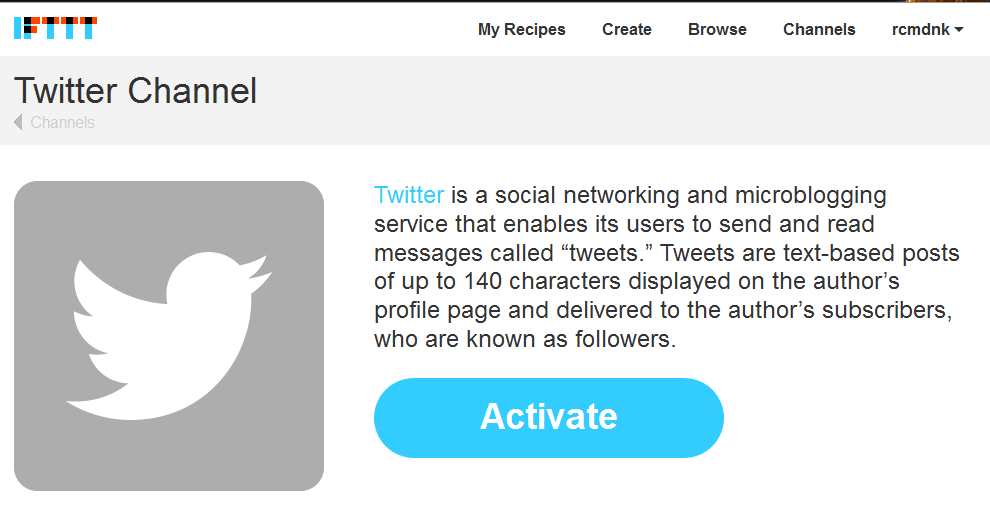 IFTTT
My Recipes Create Browse Channels rcmdnk
Twitter Channel
Channels
Twitter is a social networking and microblogging
service that enables its users to send and read
messages called “tweets.” Tweets are text-based posts
of up to 140 characters displayed on the author’s
profile page and delivered to the author’s subscribers,
who are known as followers.
Activate